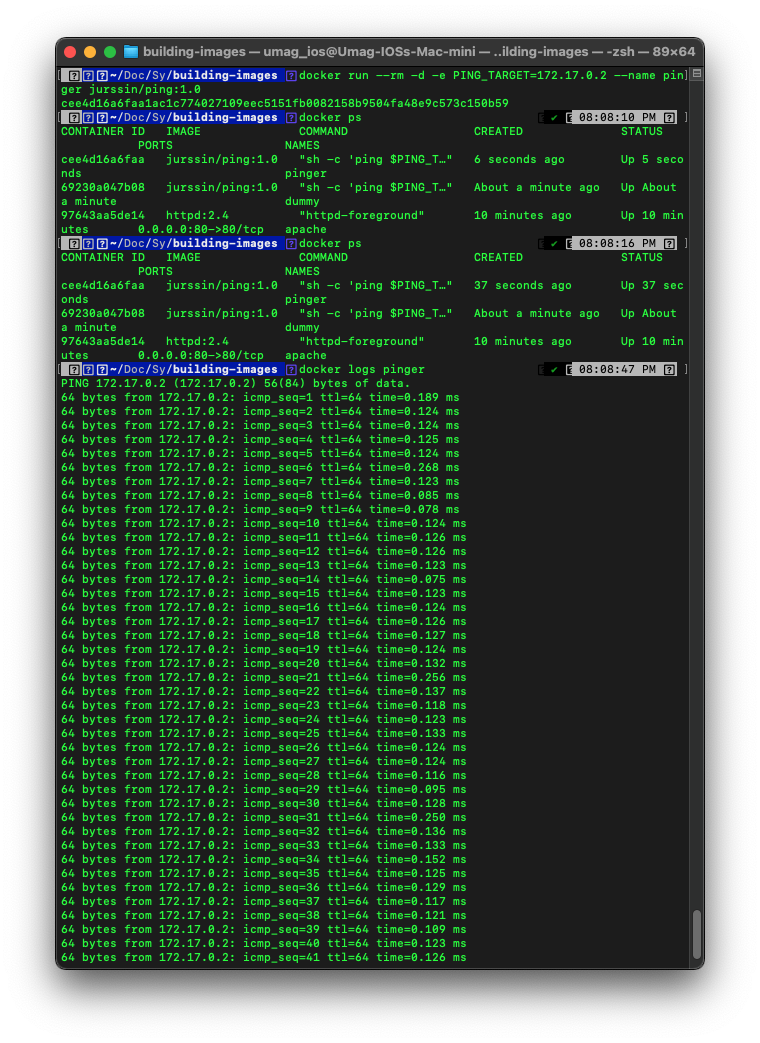 building-images — umag_ios@Umag-IOSs-Mac-mini — ..ilding-images — -zsh — 89×64
[ ? ? ? ~/Doc/Sy/building-images ? docker run --rm -d -e PING_TARGET=172.17.0.2 --name pin]
ger jurssin/ping:1.0
cee4d16a6faa1ac1c774027109eec5151fb0082158b9504fa48e9c573c150b59
[ ? ? ? ~/Doc/Sy/building-images ? docker ps ✔ ? 08:08:10 PM ? ]
CONTAINER ID   IMAGE              COMMAND                  CREATED              STATUS
           PORTS                NAMES
cee4d16a6faa   jurssin/ping:1.0   "sh -c 'ping $PING_T…"   6 seconds ago        Up 5 seco
nds                             pinger
69230a047b08   jurssin/ping:1.0   "sh -c 'ping $PING_T…"   About a minute ago   Up About
a minute                        dummy
97643aa5de14   httpd:2.4          "httpd-foreground"       10 minutes ago       Up 10 min
utes       0.0.0.0:80->80/tcp   apache
[ ? ? ? ~/Doc/Sy/building-images ? docker ps ✔ ? 08:08:16 PM ? ]
CONTAINER ID   IMAGE              COMMAND                  CREATED              STATUS
           PORTS                NAMES
cee4d16a6faa   jurssin/ping:1.0   "sh -c 'ping $PING_T…"   37 seconds ago       Up 37 sec
onds                            pinger
69230a047b08   jurssin/ping:1.0   "sh -c 'ping $PING_T…"   About a minute ago   Up About
a minute                        dummy
97643aa5de14   httpd:2.4          "httpd-foreground"       10 minutes ago       Up 10 min
utes       0.0.0.0:80->80/tcp   apache
[ ? ? ? ~/Doc/Sy/building-images ? docker logs pinger ✔ ? 08:08:47 PM ? ]
PING 172.17.0.2 (172.17.0.2) 56(84) bytes of data.
64 bytes from 172.17.0.2: icmp_seq=1 ttl=64 time=0.189 ms
64 bytes from 172.17.0.2: icmp_seq=2 ttl=64 time=0.124 ms
64 bytes from 172.17.0.2: icmp_seq=3 ttl=64 time=0.124 ms
64 bytes from 172.17.0.2: icmp_seq=4 ttl=64 time=0.125 ms
64 bytes from 172.17.0.2: icmp_seq=5 ttl=64 time=0.124 ms
64 bytes from 172.17.0.2: icmp_seq=6 ttl=64 time=0.268 ms
64 bytes from 172.17.0.2: icmp_seq=7 ttl=64 time=0.123 ms
64 bytes from 172.17.0.2: icmp_seq=8 ttl=64 time=0.085 ms
64 bytes from 172.17.0.2: icmp_seq=9 ttl=64 time=0.078 ms
64 bytes from 172.17.0.2: icmp_seq=10 ttl=64 time=0.124 ms
64 bytes from 172.17.0.2: icmp_seq=11 ttl=64 time=0.126 ms
64 bytes from 172.17.0.2: icmp_seq=12 ttl=64 time=0.126 ms
64 bytes from 172.17.0.2: icmp_seq=13 ttl=64 time=0.123 ms
64 bytes from 172.17.0.2: icmp_seq=14 ttl=64 time=0.075 ms
64 bytes from 172.17.0.2: icmp_seq=15 ttl=64 time=0.123 ms
64 bytes from 172.17.0.2: icmp_seq=16 ttl=64 time=0.124 ms
64 bytes from 172.17.0.2: icmp_seq=17 ttl=64 time=0.126 ms
64 bytes from 172.17.0.2: icmp_seq=18 ttl=64 time=0.127 ms
64 bytes from 172.17.0.2: icmp_seq=19 ttl=64 time=0.124 ms
64 bytes from 172.17.0.2: icmp_seq=20 ttl=64 time=0.132 ms
64 bytes from 172.17.0.2: icmp_seq=21 ttl=64 time=0.256 ms
64 bytes from 172.17.0.2: icmp_seq=22 ttl=64 time=0.137 ms
64 bytes from 172.17.0.2: icmp_seq=23 ttl=64 time=0.118 ms
64 bytes from 172.17.0.2: icmp_seq=24 ttl=64 time=0.123 ms
64 bytes from 172.17.0.2: icmp_seq=25 ttl=64 time=0.133 ms
64 bytes from 172.17.0.2: icmp_seq=26 ttl=64 time=0.124 ms
64 bytes from 172.17.0.2: icmp_seq=27 ttl=64 time=0.124 ms
64 bytes from 172.17.0.2: icmp_seq=28 ttl=64 time=0.116 ms
64 bytes from 172.17.0.2: icmp_seq=29 ttl=64 time=0.095 ms
64 bytes from 172.17.0.2: icmp_seq=30 ttl=64 time=0.128 ms
64 bytes from 172.17.0.2: icmp_seq=31 ttl=64 time=0.250 ms
64 bytes from 172.17.0.2: icmp_seq=32 ttl=64 time=0.136 ms
64 bytes from 172.17.0.2: icmp_seq=33 ttl=64 time=0.133 ms
64 bytes from 172.17.0.2: icmp_seq=34 ttl=64 time=0.152 ms
64 bytes from 172.17.0.2: icmp_seq=35 ttl=64 time=0.125 ms
64 bytes from 172.17.0.2: icmp_seq=36 ttl=64 time=0.129 ms
64 bytes from 172.17.0.2: icmp_seq=37 ttl=64 time=0.117 ms
64 bytes from 172.17.0.2: icmp_seq=38 ttl=64 time=0.121 ms
64 bytes from 172.17.0.2: icmp_seq=39 ttl=64 time=0.109 ms
64 bytes from 172.17.0.2: icmp_seq=40 ttl=64 time=0.123 ms
64 bytes from 172.17.0.2: icmp_seq=41 ttl=64 time=0.126 ms